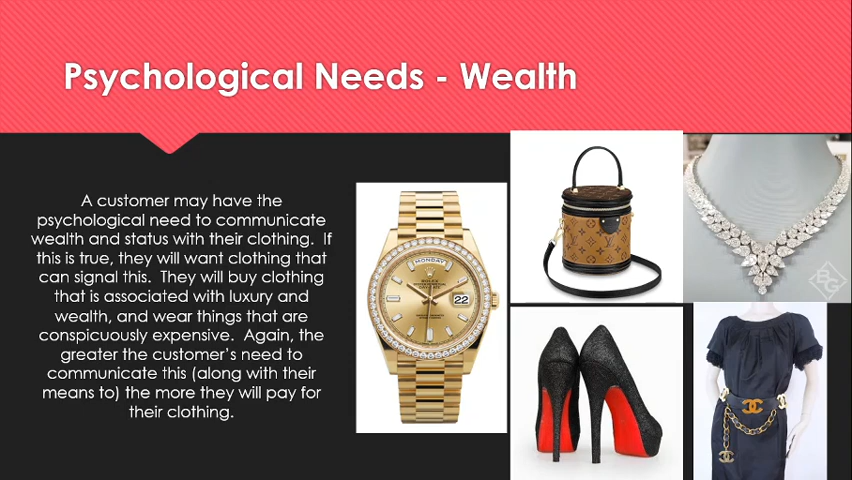 Psychological Needs - Wealth
A customer may have the
psychological need to communicate
wealth and status with their clothing.  If
this is true, they will want clothing that
can signal this.  They will buy clothing
that is associated with luxury and
wealth, and wear things that are
conspicuously expensive.  Again, the
greater the customer's need to
communicate this (along with their
means to) the more they will pay for
their clothing.
MONDAY
ROLEX
22